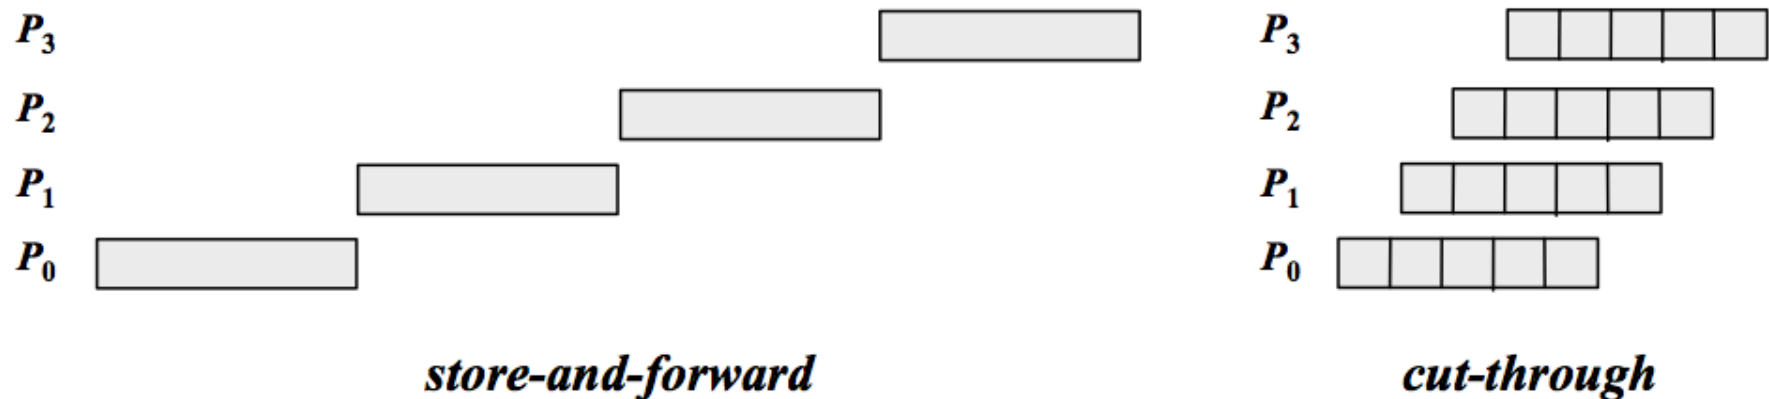 P3 P3
P2 P2
P1 P1
P0 P0
store-and-forward cut-through